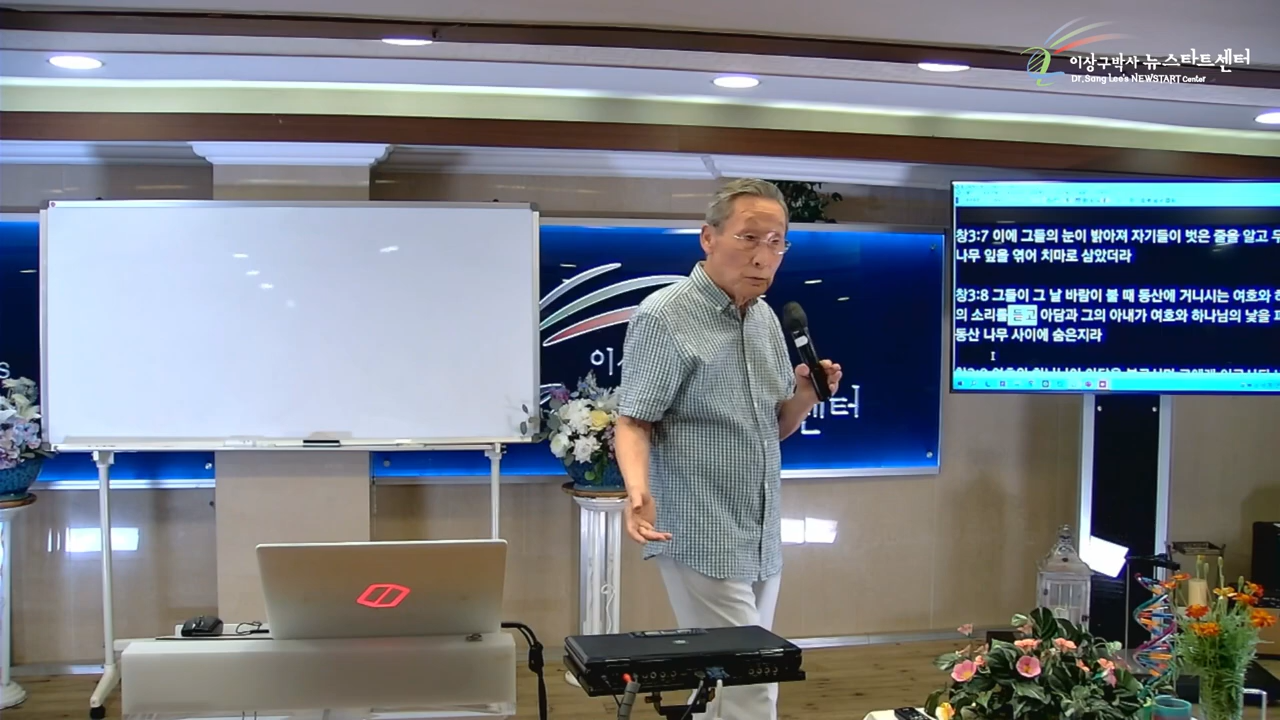 이상구박사 뉴스타트센터
Dr. Sang Lee's NEWSTART Center
창3:7 이에 그들의 눈이 밝아져 자기들이 벗은 줄을 알고
나무 잎을 엮어 치마로 삼았더라
창3:8 그들이 그 날 바람이 불 때 동산에 거니시는 여호와
의 소리를 듣고 아담과 그의 아내가 여호와 하나님의 낯을
동산 나무 사이에 숨은지라
이상
센터